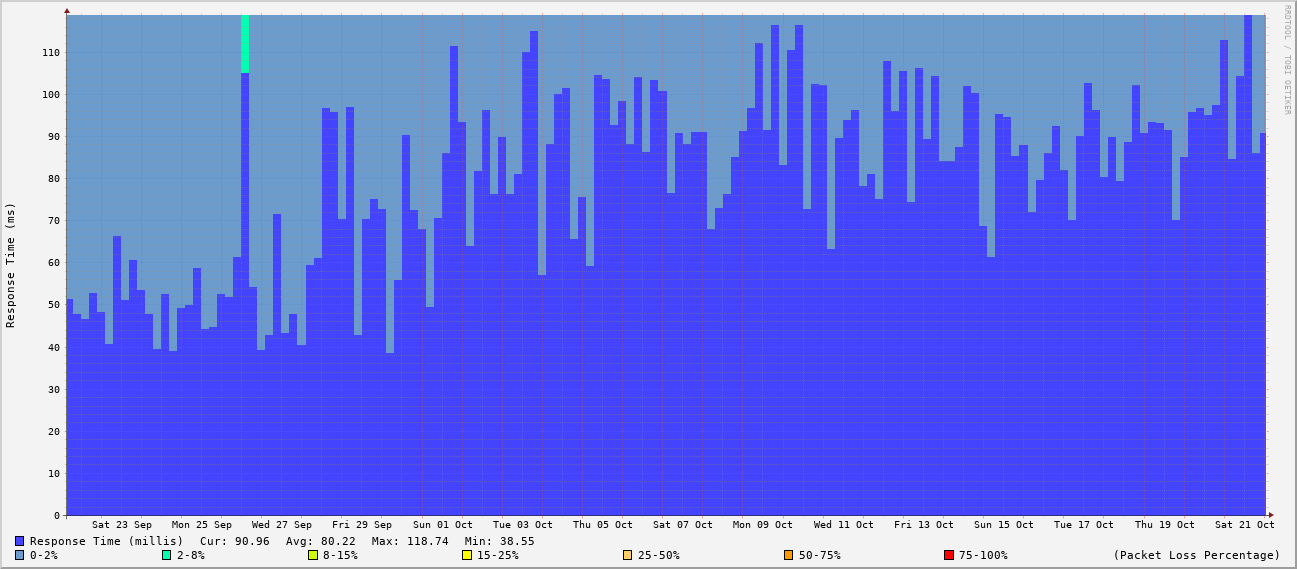 RRDTOOL / TOBI OETIKER
Response Time (ms)
110
100
90
80
70
60
50
40
30
20
10
0
Sat 23 Sep Mon 25 Sep Wed 27 Sep Fri 29 Sep Sun 01 Oct Tue 03 Oct Thu 05 Oct Sat 07 Oct Mon 09 Oct Wed 11 Oct Fri 13 Oct Sun 15 Oct Tue 17 Oct Thu 19 Oct Sat 21 Oct
Response Time (millis) Cur: 90.96 Avg: 80.22 Max: 118.74 Min: 38.55
0-2% 2-8% 8-15% 15-25% 25-50% 50-75% 75-100% (Packet Loss Percentage)